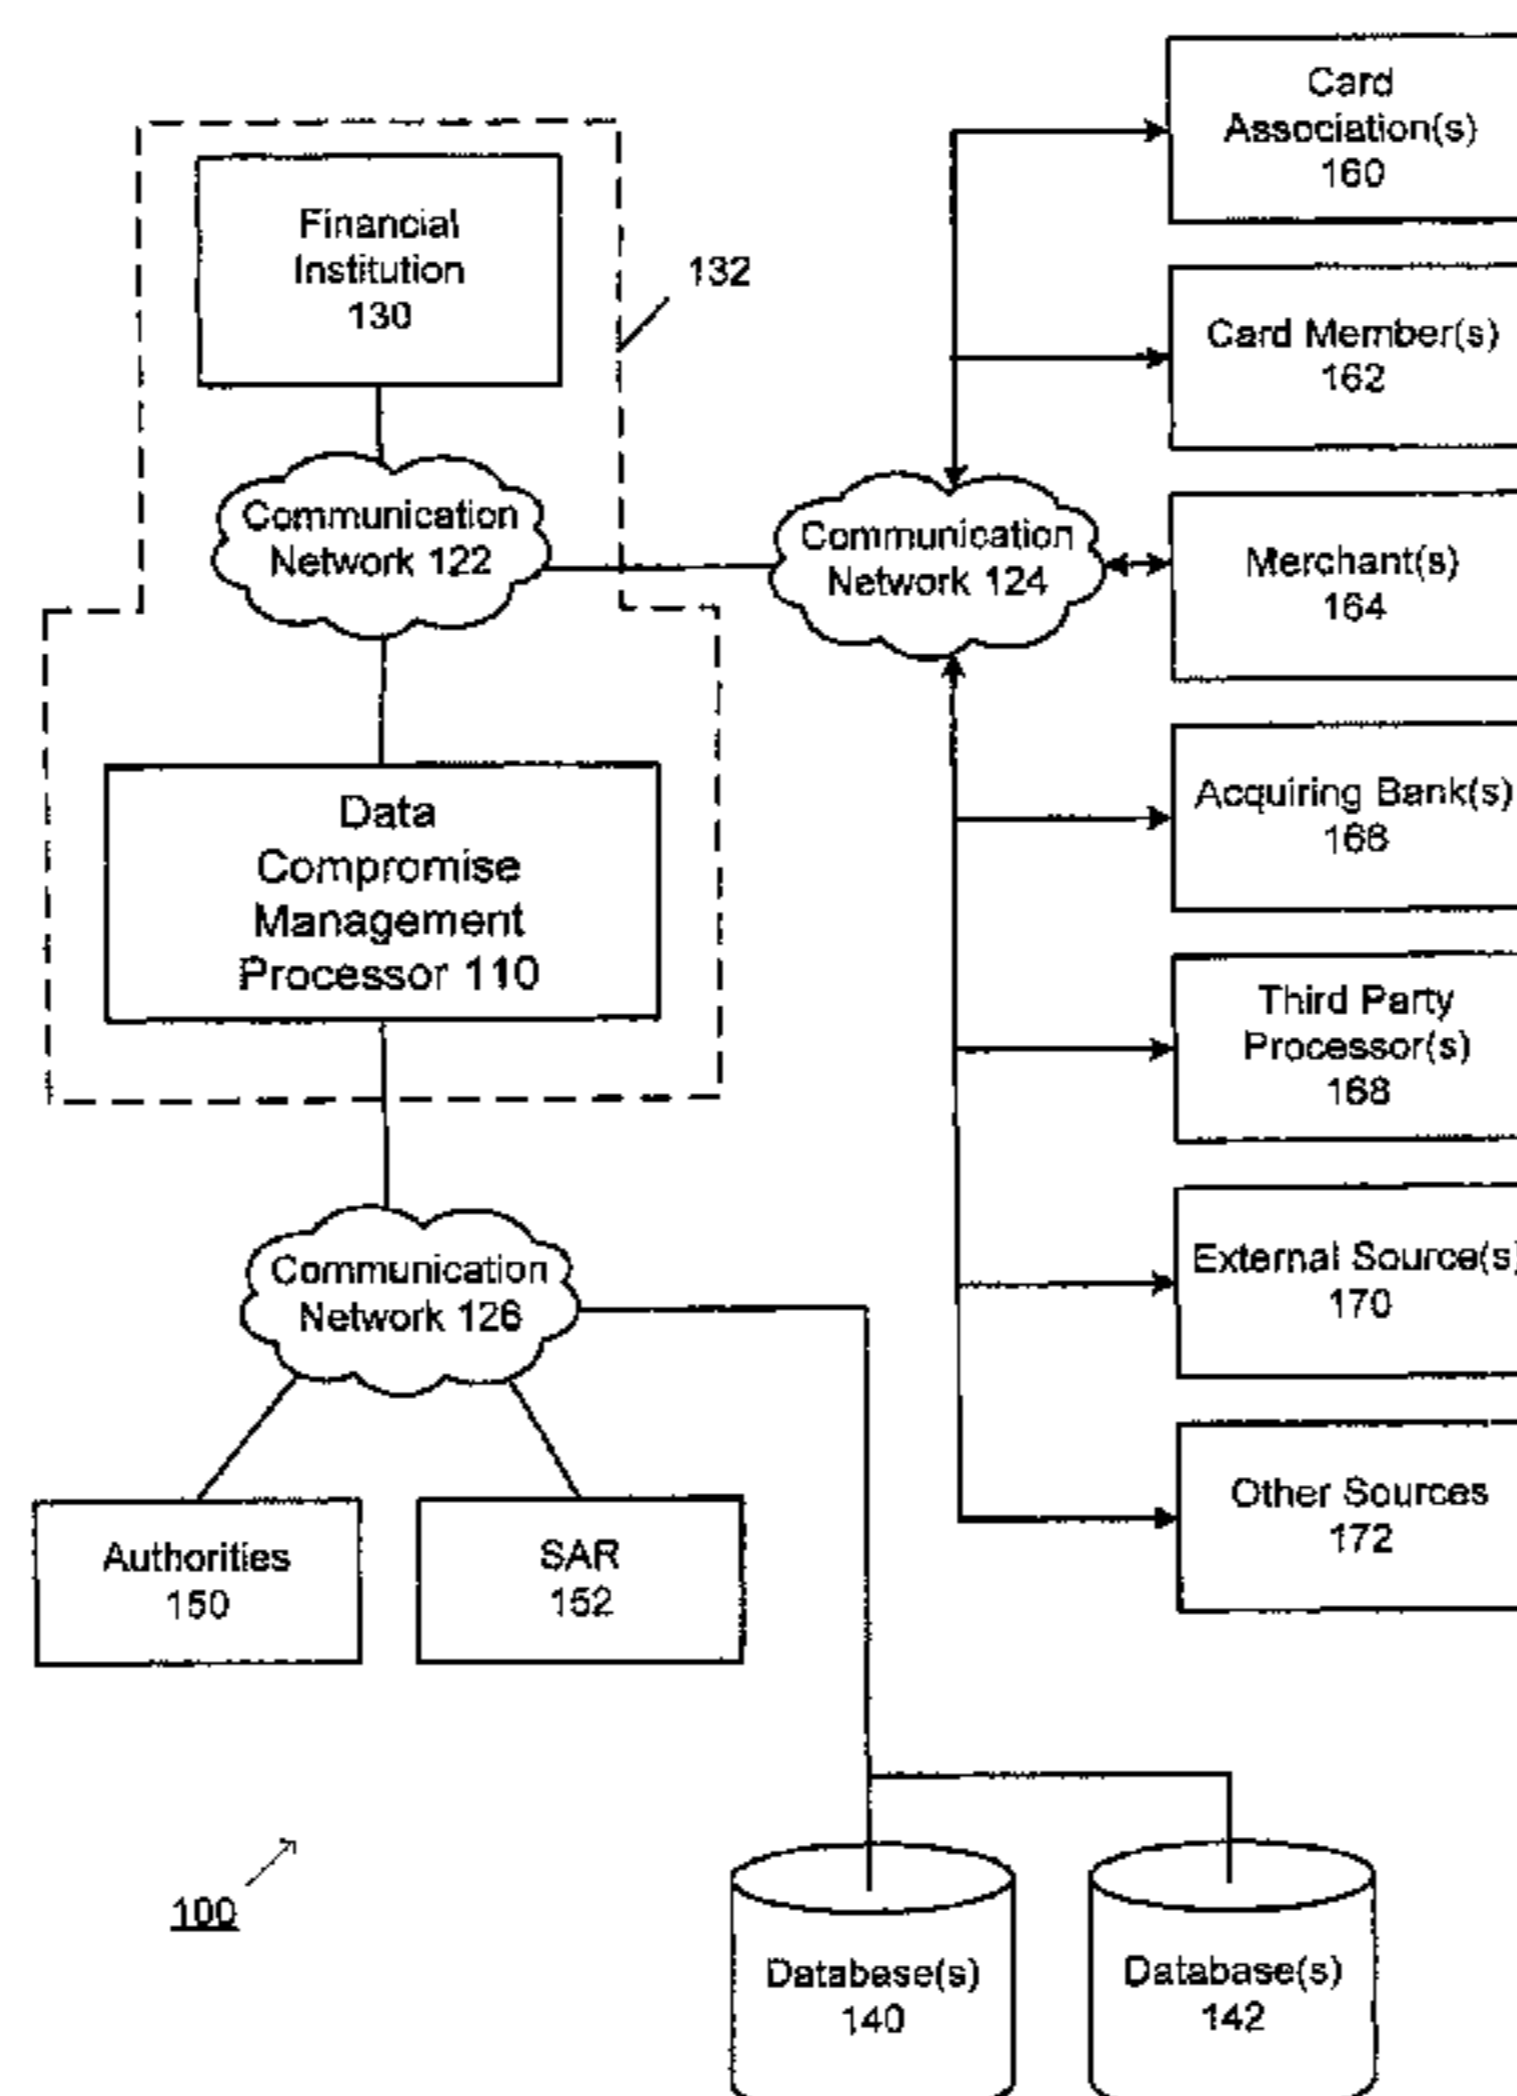 Card
Association(s)
160
Financial
Institution
130
132
Card Member(s)
162
Communication
Network 122
Communication
Network 124
Merchant(s)
164
Data
Compromise
Management
Processor 110
Acquiring Bank(s)
166
Third Party
Processor(s)
168
Communication
Network 126
External Source(s)
170
Other Sources
172
Authorities
150
SAR
152
100
Database(s)
140
Database(s)
142